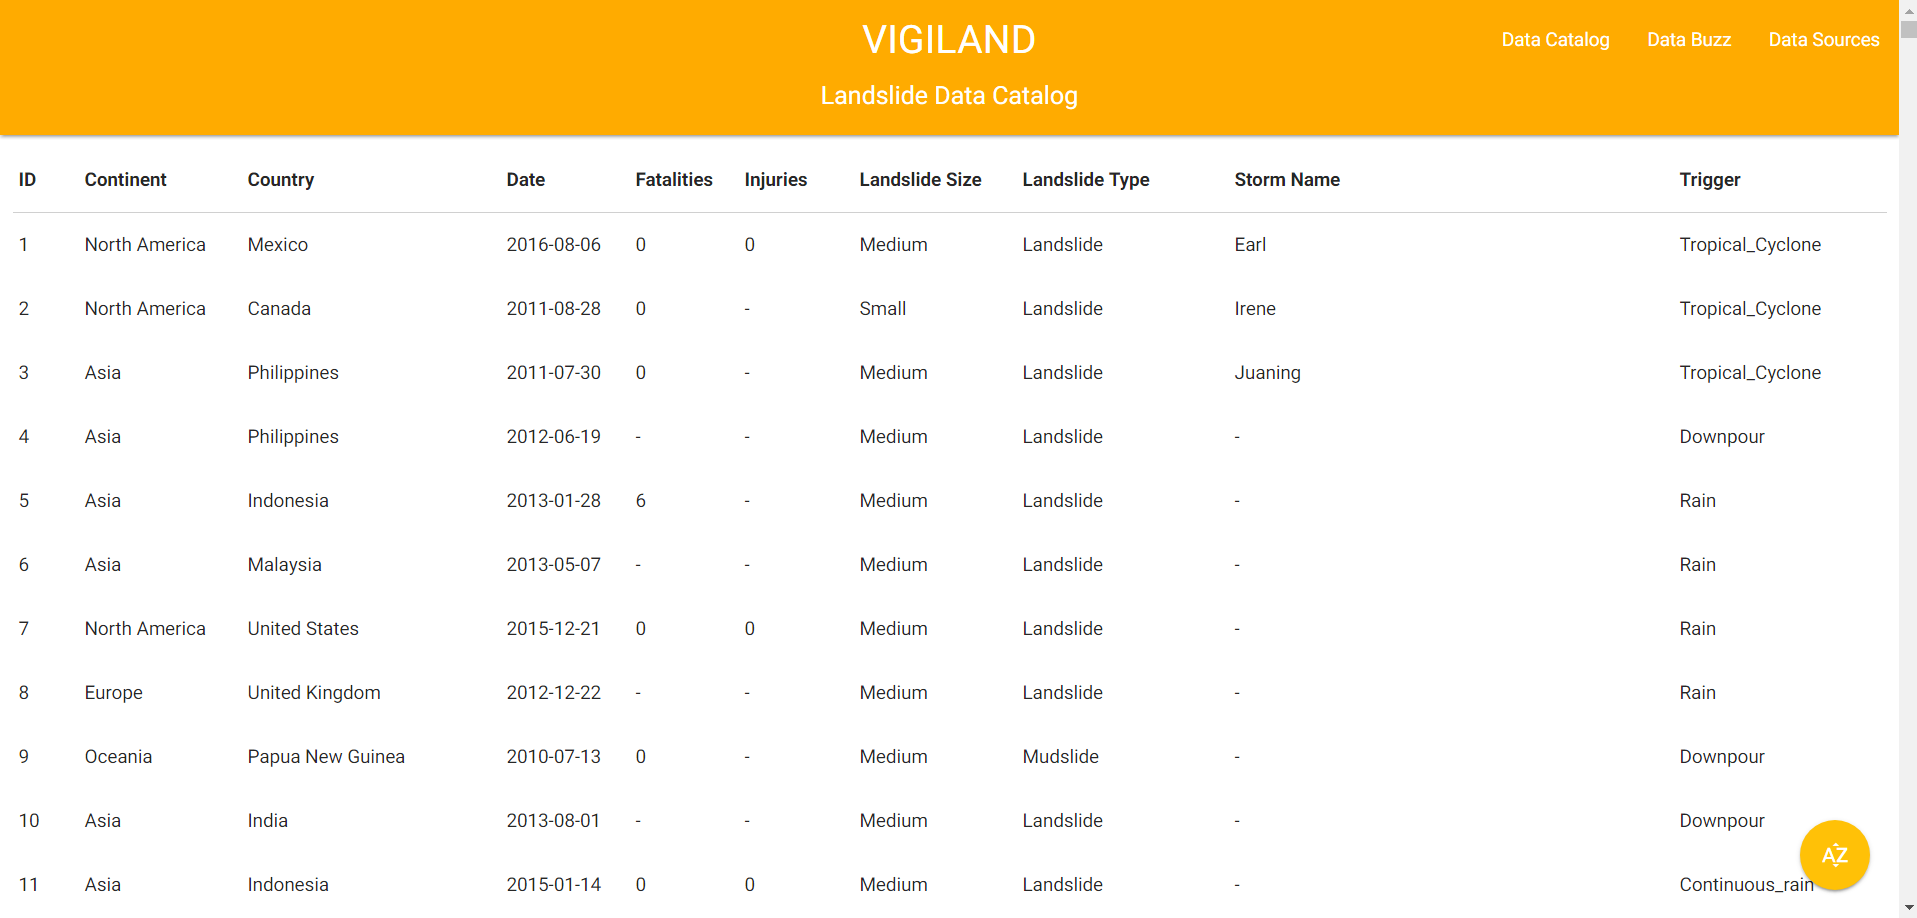 VIGILAND
Data Catalog Data Buzz Data Sources
Landslide Data Catalog
ID Continent Country Date Fatalities Injuries Landslide Size Landslide Type Storm Name Trigger
1 North America Mexico 2016-08-06 0 0 Medium Landslide Earl Tropical_Cyclone
2 North America Canada 2011-08-28 0 - Small Landslide Irene Tropical_Cyclone
3 Asia Philippines 2011-07-30 0 - Medium Landslide Juaning Tropical_Cyclone
4 Asia Philippines 2012-06-19 - - Medium Landslide - Downpour
5 Asia Indonesia 2013-01-28 6 - Medium Landslide - Rain
6 Asia Malaysia 2013-05-07 - - Medium Landslide - Rain
7 North America United States 2015-12-21 0 0 Medium Landslide - Rain
8 Europe United Kingdom 2012-12-22 - - Medium Landslide - Rain
9 Oceania Papua New Guinea 2010-07-13 0 - Medium Mudslide - Downpour
10 Asia India 2013-08-01 - - Medium Landslide - Downpour
AZ
11 Asia Indonesia 2015-01-14 0 0 Medium Landslide - Continuous_rain